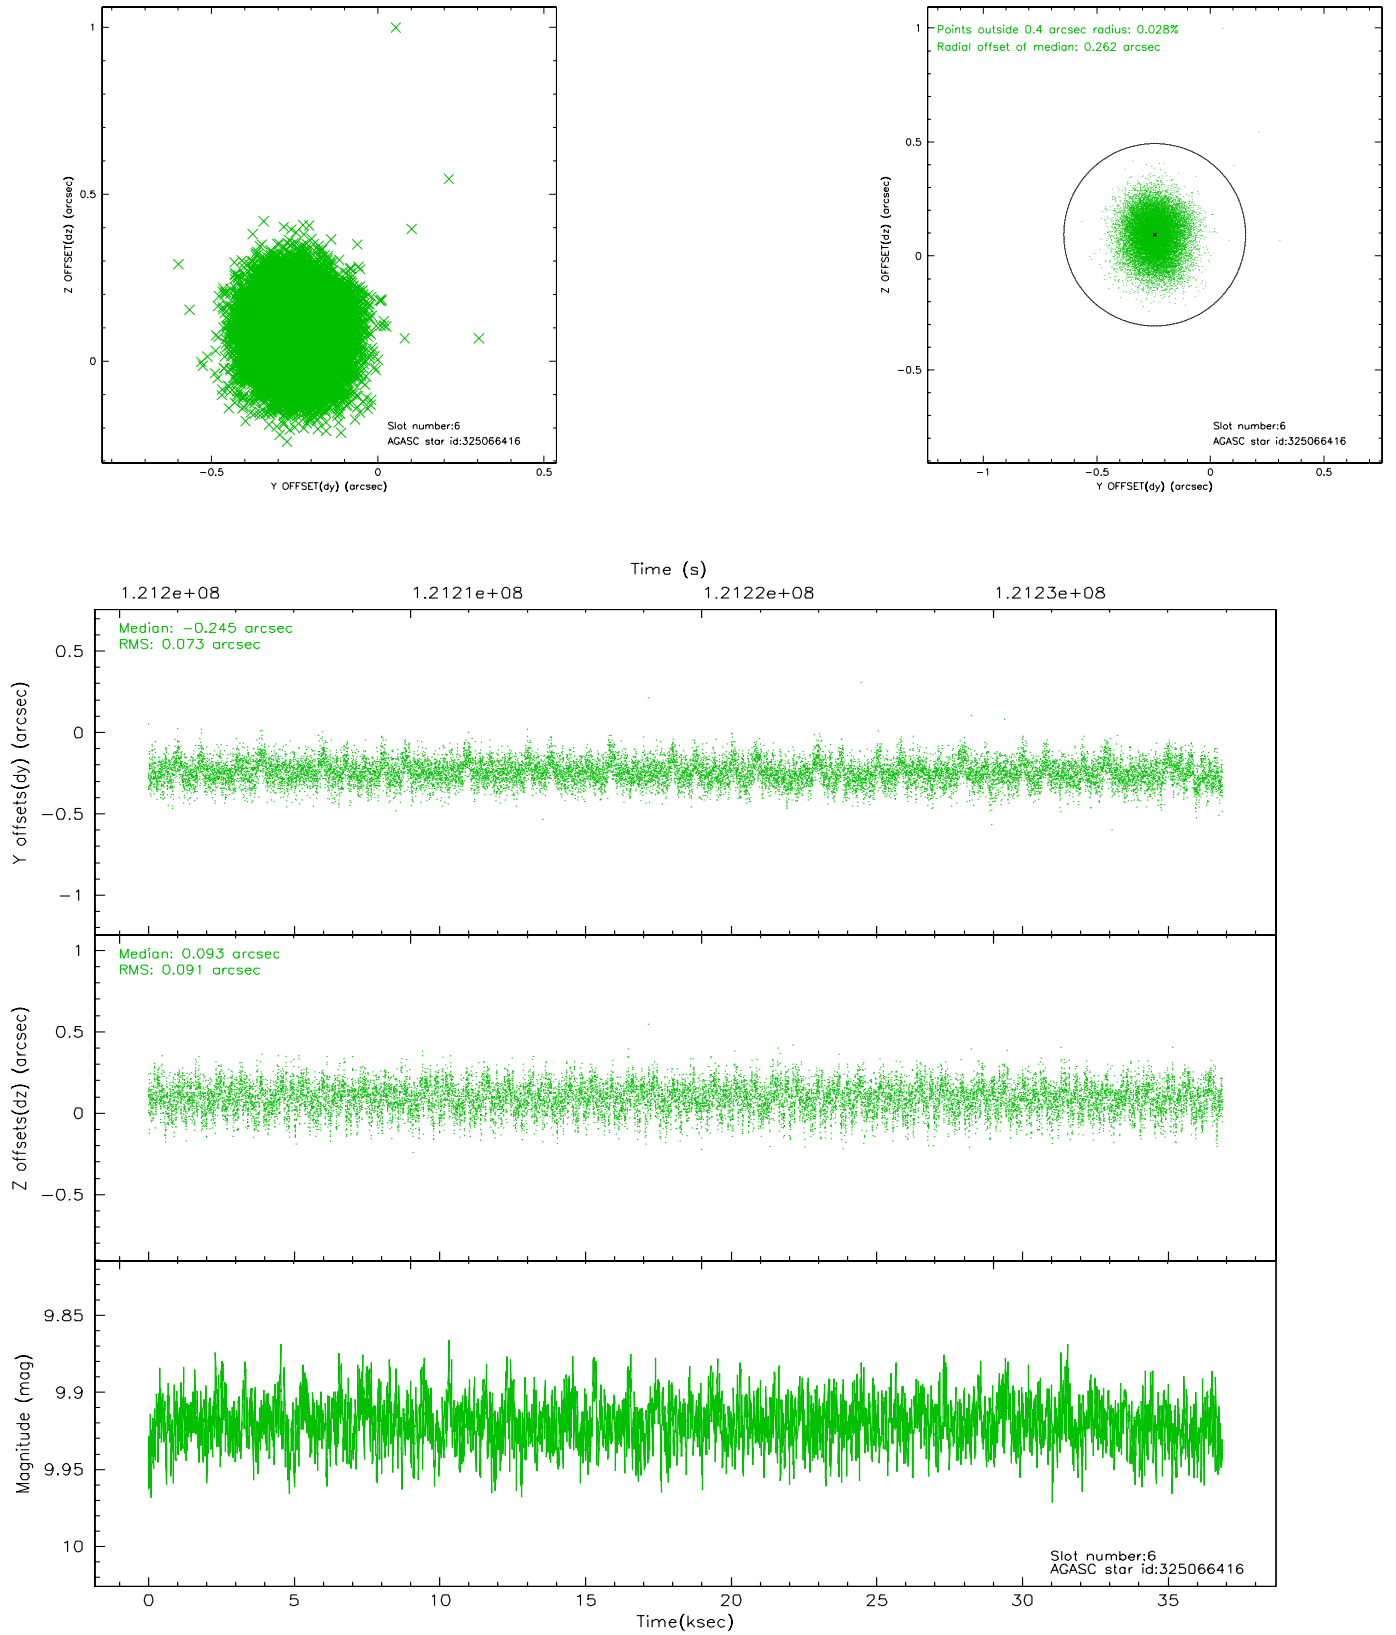 1
0.5
0
Z OFFSET(dz) (arcsec)
-0.5
0
0.5
Y OFFSET(dy) (arcsec)
Slot number:6
AGASC star id:325066416
Points outside 0.4 arcsec radius: 0.028%
Radial offset of median: 0.262 arcsec
1
0.5
0
-0.5
Z OFFSET(dz) (arcsec)
-1
-0.5
0
0.5
Y OFFSET(dy) (arcsec)
Slot number:6
AGASC star id:325066416
Time (s)
1.212e+08
1.2121e+08
1.2122e+08
1.2123e+08
Median: -0.245 arcsec
RMS: 0.073 arcsec
0.5
0
-0.5
-1
Y offsets(dy) (arcsec)
Median: 0.093 arcsec
RMS: 0.091 arcsec
1
0.5
0
-0.5
Z offsets(dz) (arcsec)
9.85
9.9
9.95
10
Magnitude (mag)
Slot number:6
AGASC star id:325066416
0
5
10
15
20
25
30
35
Time(ksec)